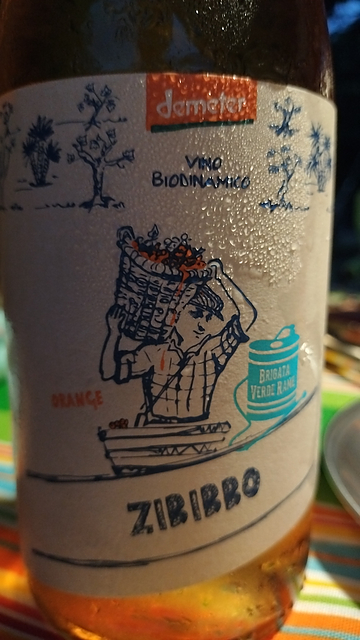 demeter
VINO
BIODINAMICO
ORANGE
BRIGATA
VERDE RAME
ZIBIBBO